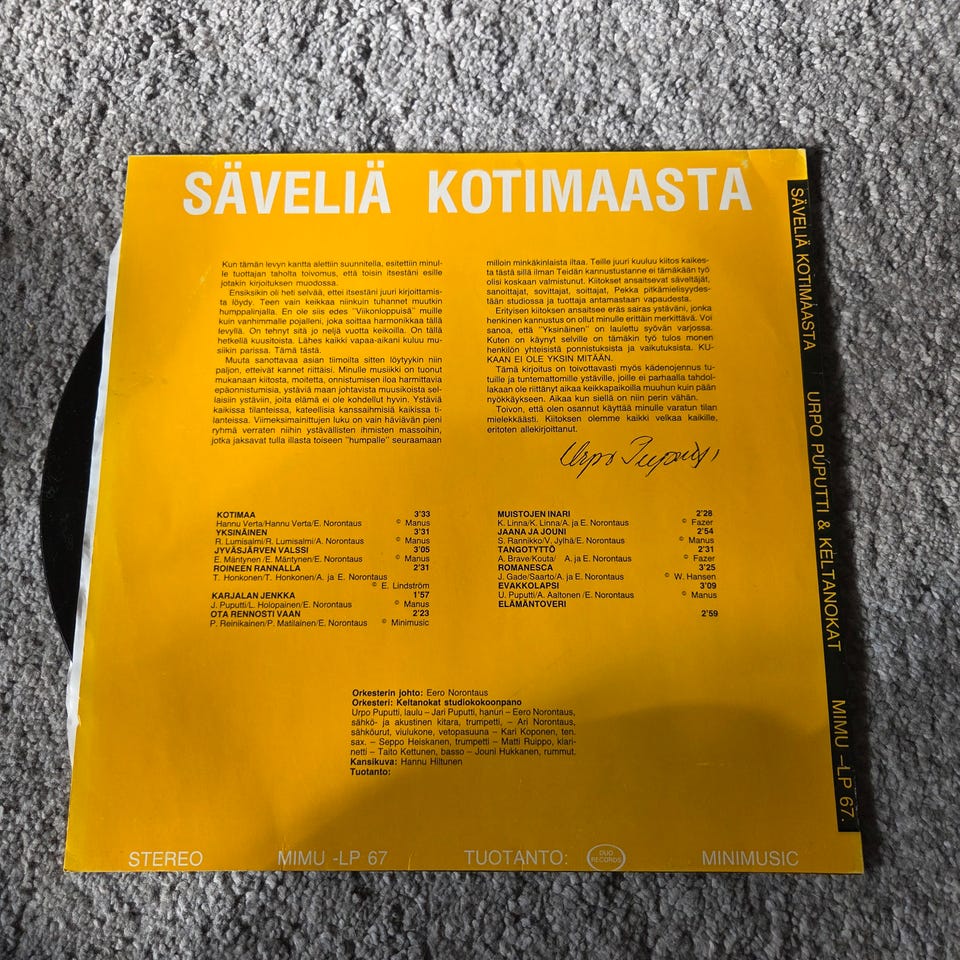 SÄVELIÄ KOTIMAASTA
Kun tämän levyn kantta alettiin suunnitella, esitettiin minul-
le tuottajan taholta toivomus, että toisin itsestäni esille
jotakin kirjoituksen muodossa.
Ensiksikin oli heti selvää, ettei itsestäni juuri kirjoittamis-
ta löydy. Teen vain keikkaa niinkuin tuhannet muutkin
humppalinjalla. En ole siis edes "Viikonloppuisä" muille
kuin vanhimmalle pojalleni, joka soittaa harmonikkaa tällä
levyllä. On tehnyt sitä jo neljä vuotta keikoilla. On tällä
hetkellä kuusitoista. Lähes kaikki vapaa-aikani kuluu mu-
siikin parissa. Tämä tästä.
Muuta sanottavaa asian tiimoilta sitten löytyykin niin
paljon, etteivät kannet riittäisi. Minulle musiikki on tuonut
mukanaan kiitosta, moitetta, onnistumisen iloa harmittavia
epäonnistumisia, ystäviä maan johtavista muusikoista sel-
laisiin ystäviin, joita elämä ei ole kohdellut hyvin. Ystäviä
kaikissa tilanteissa, kateellisia kanssaihmisiä kaikissa ti-
lanteissa. Viimeksimainittujen luku on vain häviävän pieni
ryhmä verraten niihin ystävällisten ihmisten massoihin,
jotka jaksavat tulla illasta toiseen "humpalle" seuraamaan
milloin minkäkinlaista iltaa. Teille juuri kuuluu kiitos kaikes-
ta tästä sillä ilman Teidän kannustustanne ei tämäkään työ
olisi koskaan valmistunut. Kiitokset ansaitsevat säveltäjät,
sanoittajat, sovittajat, soittajat, Pekka pitkämielisyydes-
tään studiossa ja tuottaja antamastaan vapaudesta.
Erityisen kiitoksen ansaitsee eräs sairas ystäväni, jonka
henkinen kannustus on ollut minulle erittäin merkittävä. Voi
sanoa, että "Yksinäinen" on laulettu syövän varjossa.
Kuten on käynyt selville on tämäkin työ tulos monen
henkilön yhteisistä ponnistuksista ja vaikutuksista. KU-
KAAN EI OLE YKSIN MITÄÄN.
Tämä kirjoitus on toivottavasti myös kädenojennus tu-
tuille ja tuntemattomille ystäville, joille ei parhaalla tahdol-
lakaan ole riittänyt aikaa keikkapaikoilla muuhun kuin pään
nyökkäykseen. Aikaa kun siellä on niin perin vähän.
Toivon, että olen osannut käyttää minulle varatun tilan
mielekkäästi. Kiitoksen olemme kaikki velkaa kaikille,
eritoten allekirjoittanut.
Urpo Puputti
KOTIMAA 3'33
Hannu Verta/Hannu Verta/E. Norontaus © Manus
YKSINÄINEN 3'31
R. Lumisalmi/R. Lumisalmi/A. Norontaus © Manus
JYVÄSJÄRVEN VALSSI 3'05
E. Mäntynen/E. Mäntynen/E. Norontaus © Manus
ROINEEN RANNALLA 2'31
T. Honkonen/T. Honkonen/A. ja E. Norontaus
© E. Lindström
KARJALAN JENKKA 1'57
J. Puputti/L. Holopainen/E. Norontaus © Manus
OTA RENNOSTI VAAN 2'23
P. Reinikainen/P. Matilainen/E. Norontaus © Minimusic
MUISTOJEN INARI 2'28
K. Linna/K. Linna/A. ja E. Norontaus © Fazer
JAANA JA JOUNI 2'54
S. Rannikko/V. Jylhä/E. Norontaus © Manus
TANGOTYTTÖ 2'31
A. Brave/Kouta/ A. ja E. Norontaus © Fazer
ROMANESCA 3'25
J. Gade/Saarto/A. ja E. Norontaus © W. Hansen
EVAKKOLAPSI 3'09
U. Puputti/A. Aaltonen/E. Norontaus © Manus
ELÄMÄNTOVERI
2'59
Orkesterin johto: Eero Norontaus
Orkesteri: Keltanokat studiokokoonpano
Urpo Puputti, laulu – Jari Puputti, hanuri – Eero Norontaus,
sähkö- ja akustinen kitara, trumpetti, – Ari Norontaus,
sähköurut, viulukone, vetopasuuna – Kari Koponen, ten.
sax. – Seppo Heiskanen, trumpetti – Matti Ruippo, klari-
netti – Taito Kettunen, basso – Jouni Hukkanen, rummut.
Kansikuva: Hannu Hiltunen
Tuotanto:
STEREO MIMU -LP 67 TUOTANTO: DUO RECORDS MINIMUSIC
SÄVELIÄ KOTIMAASTA URPO PUPUTTI & KELTANOKAT MIMU –LP 67.